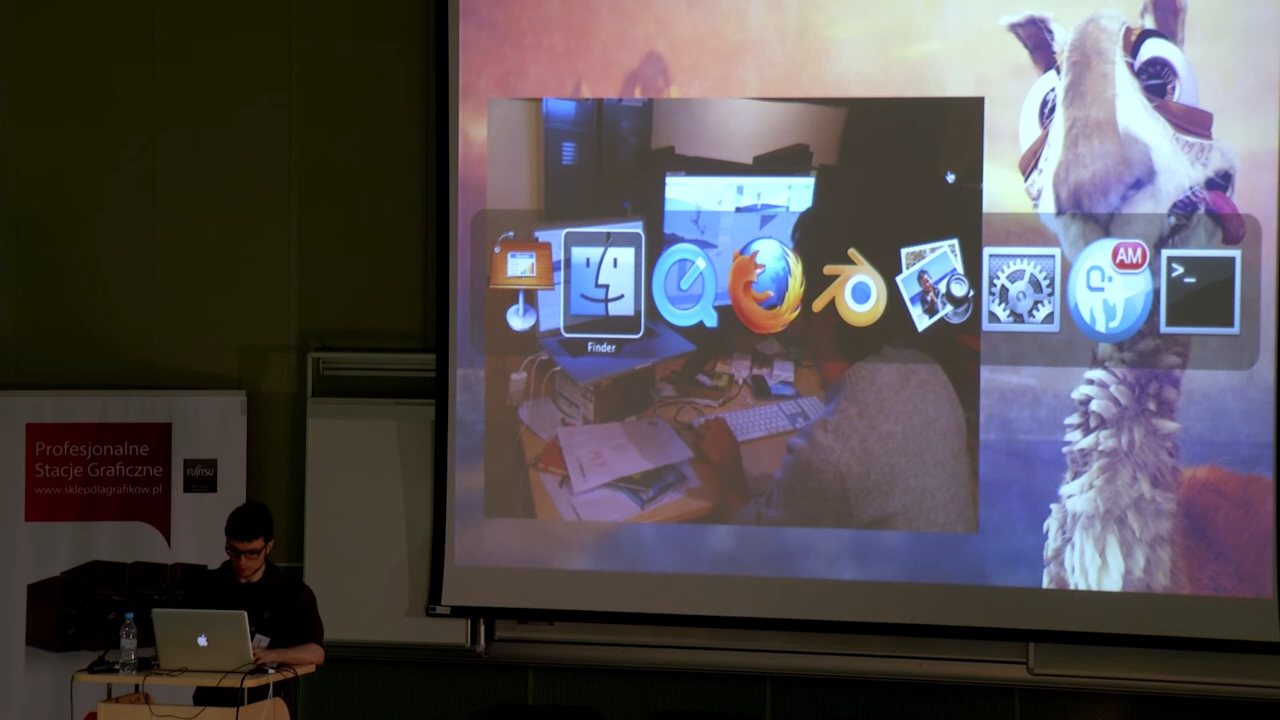 AM
>_
Finder
Profesjonalne
Stacje Graficzne
www.sklepdlagrafikow.pl
FUJITSU